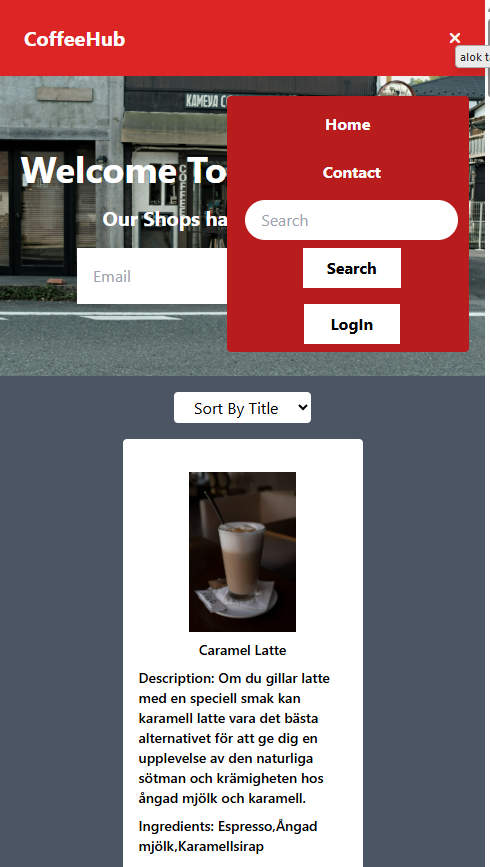 CoffeeHub
×
alok t
KAMEYA CO
Home
Welcome To
Contact
Our Shops ha
Search
Email
Search
LogIn
Sort By Title
Caramel Latte
Description: Om du gillar latte
med en speciell smak kan
karamell latte vara det bästa
alternativet för att ge dig en
upplevelse av den naturliga
sötman och krämigheten hos
ångad mjölk och karamell.
Ingredients: Espresso,Ångad
mjölk,Karamellsirap